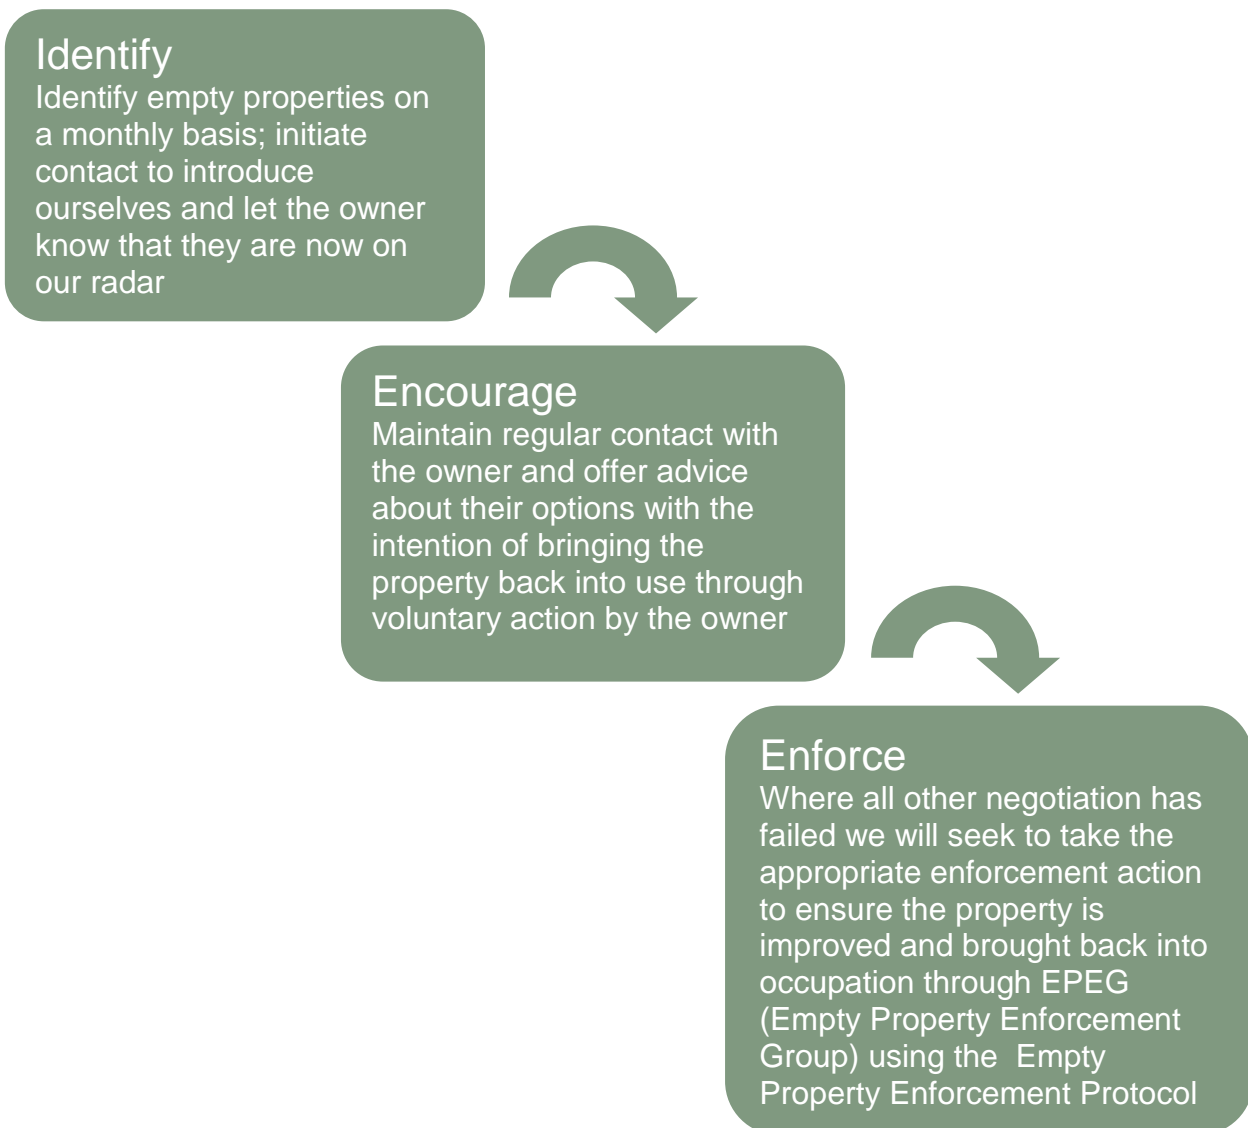 Identify
Identify empty properties on
a monthly basis; initiate
contact to introduce
ourselves and let the owner
know that they are now on
our radar
Encourage
Maintain regular contact with
the owner and offer advice
about their options with the
intention of bringing the
property back into use through
voluntary action by the owner
Enforce
Where all other negotiation has
failed we will seek to take the
appropriate enforcement action
to ensure the property is
improved and brought back into
occupation through EPEG
(Empty Property Enforcement
Group) using the  Empty
Property Enforcement Protocol